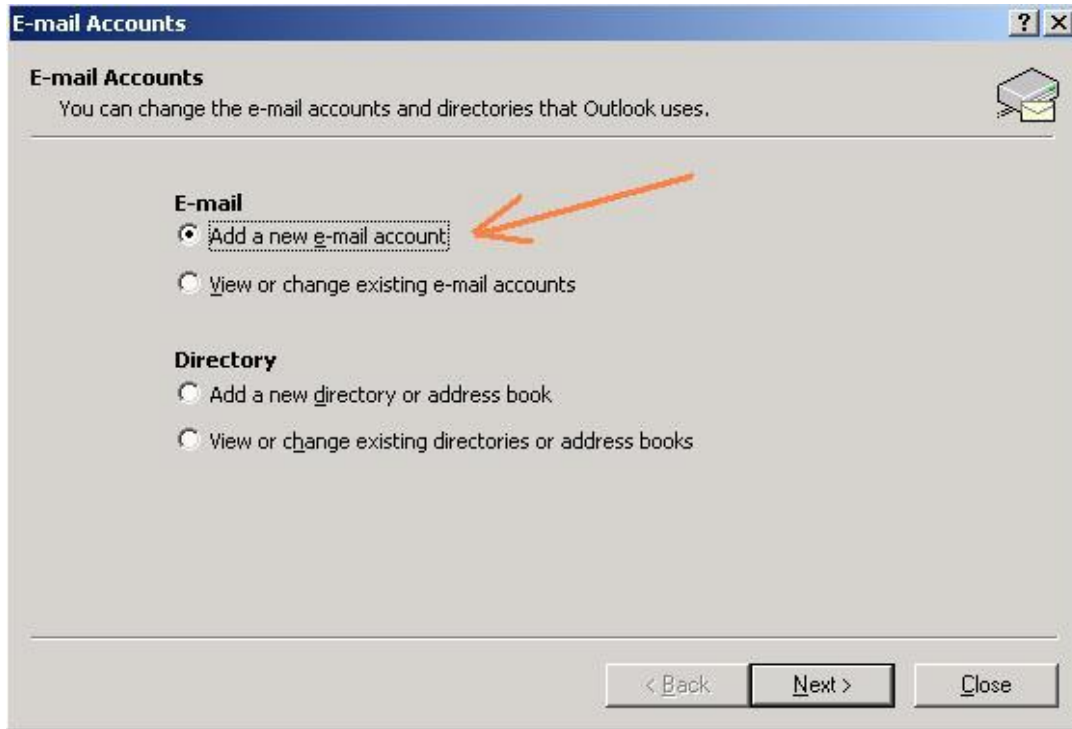 E-mail Accounts
E-mail Accounts
You can change the e-mail accounts and directories that Outlook uses.
E-mail
Add a new e-mail account
View or change existing e-mail accounts
Directory
Add a new directory or address book
View or change existing directories or address books
< Back Next > Close